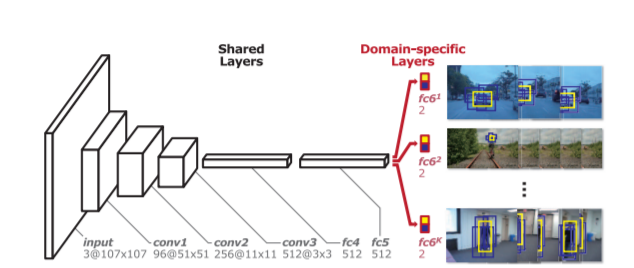 Shared
Layers
Domain-specific
Layers
fc6¹
2
fc6²
2
⋮
fc6ᴷ
2
input
3@107x107
conv1
96@51x51
conv2
256@11x11
conv3
512@3x3
fc4
512
fc5
512